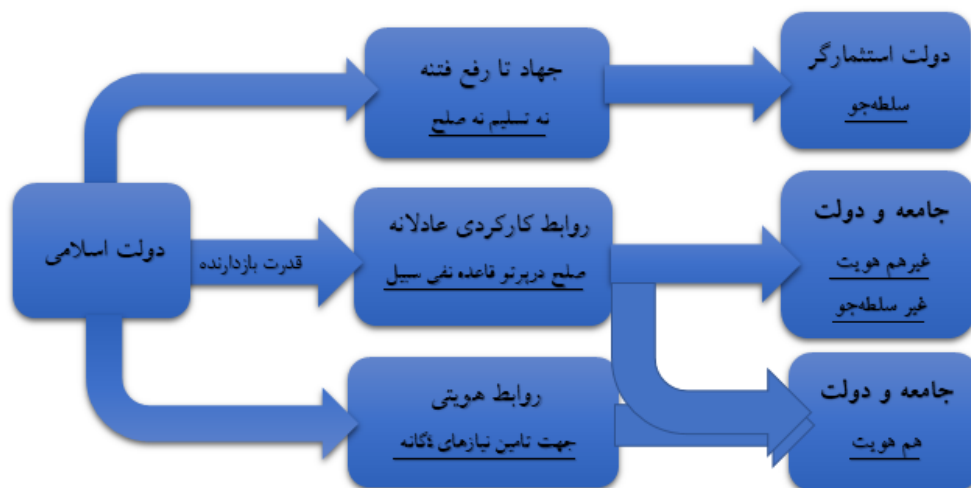 دولت اسلامی
قدرت بازدارنده
جهاد تا رفع فتنه
نه تسلیم نه صلح
دولت استثمارگر
سلطه‌جو
روابط کارکردی عادلانه
صلح درپرتو قاعده نفی سبیل
جامعه و دولت
غیرهم هویت
غیر سلطه‌جو
روابط هویتی
جهت تامین نیازهای ۶گانه
جامعه و دولت
هم هویت